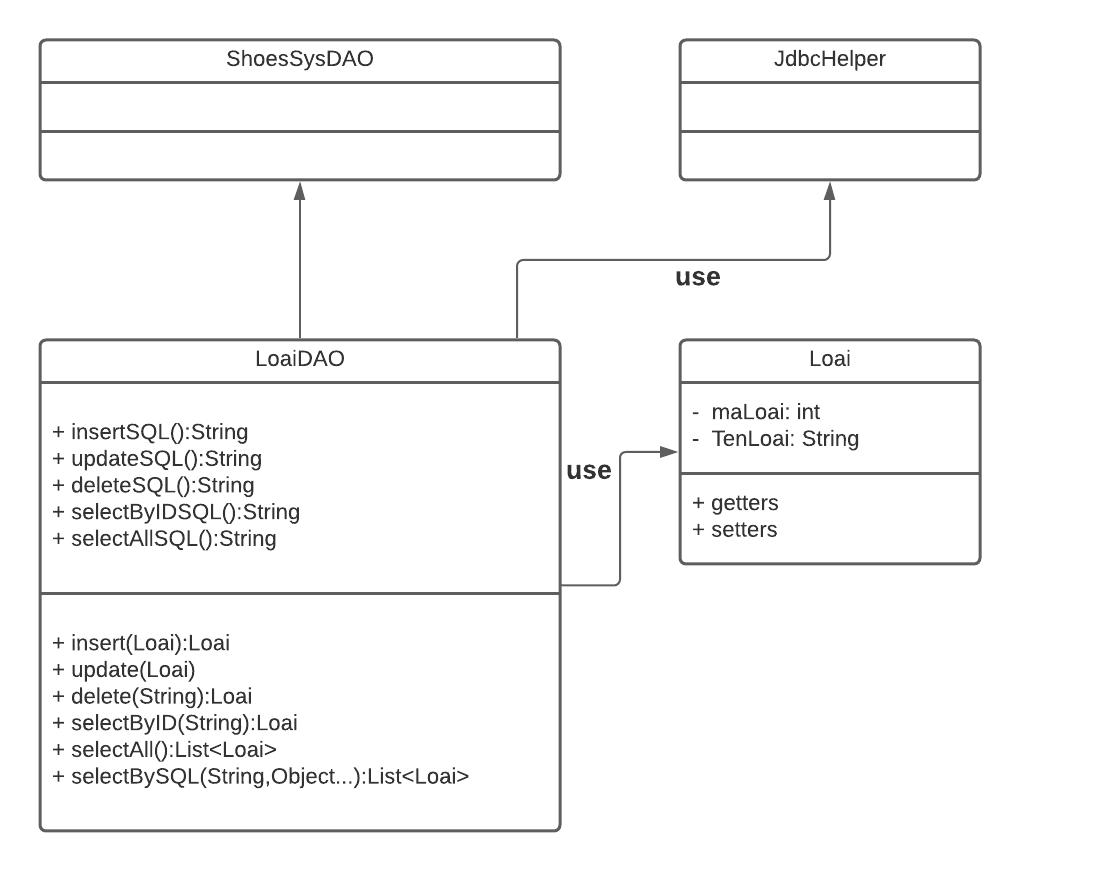 ShoesSysDAO
JdbcHelper
use
LoaiDAO
+ insertSQL():String
+ updateSQL():String
+ deleteSQL():String
+ selectByIDSQL():String
+ selectAllSQL():String
+ insert(Loai):Loai
+ update(Loai)
+ delete(String):Loai
+ selectByID(String):Loai
+ selectAll():List<Loai>
+ selectBySQL(String,Object...):List<Loai>
use
Loai
- maLoai: int
- TenLoai: String
+ getters
+ setters